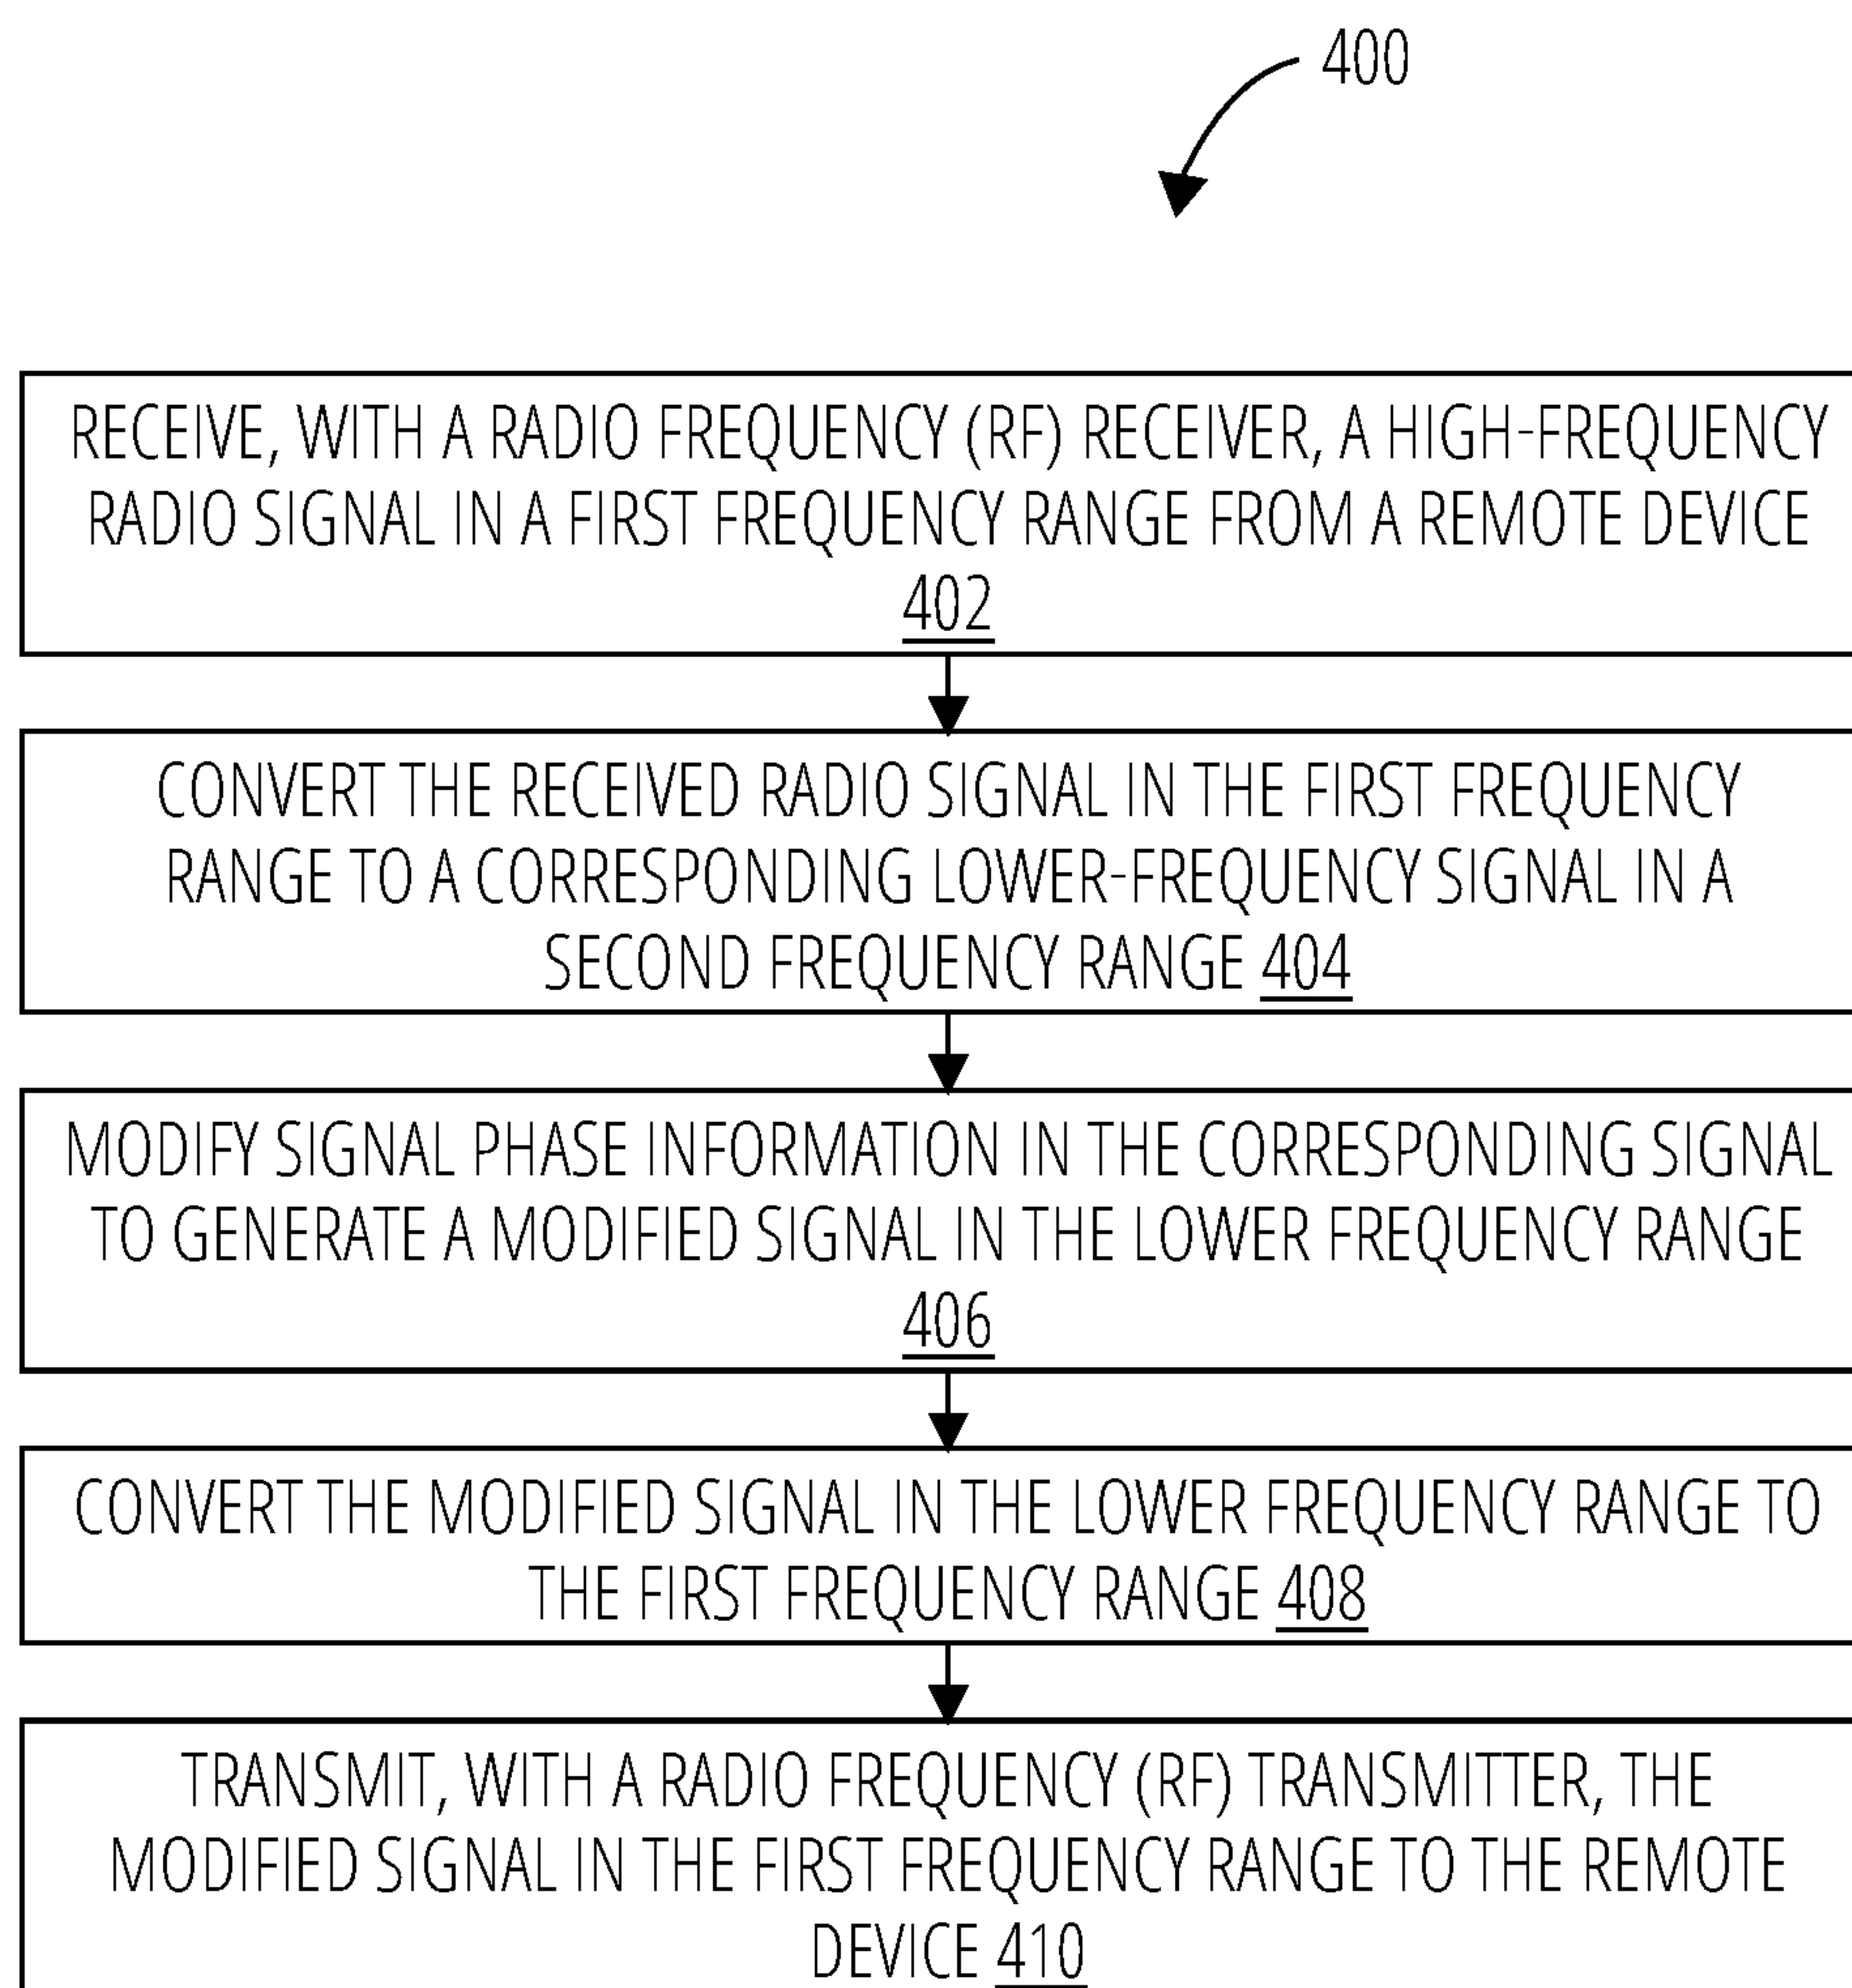 400
RECEIVE, WITH A RADIO FREQUENCY (RF) RECEIVER, A HIGH-FREQUENCY
RADIO SIGNAL IN A FIRST FREQUENCY RANGE FROM A REMOTE DEVICE
402
CONVERT THE RECEIVED RADIO SIGNAL IN THE FIRST FREQUENCY
RANGE TO A CORRESPONDING LOWER-FREQUENCY SIGNAL IN A
SECOND FREQUENCY RANGE 404
MODIFY SIGNAL PHASE INFORMATION IN THE CORRESPONDING SIGNAL
TO GENERATE A MODIFIED SIGNAL IN THE LOWER FREQUENCY RANGE
406
CONVERT THE MODIFIED SIGNAL IN THE LOWER FREQUENCY RANGE TO
THE FIRST FREQUENCY RANGE 408
TRANSMIT, WITH A RADIO FREQUENCY (RF) TRANSMITTER, THE
MODIFIED SIGNAL IN THE FIRST FREQUENCY RANGE TO THE REMOTE
DEVICE 410